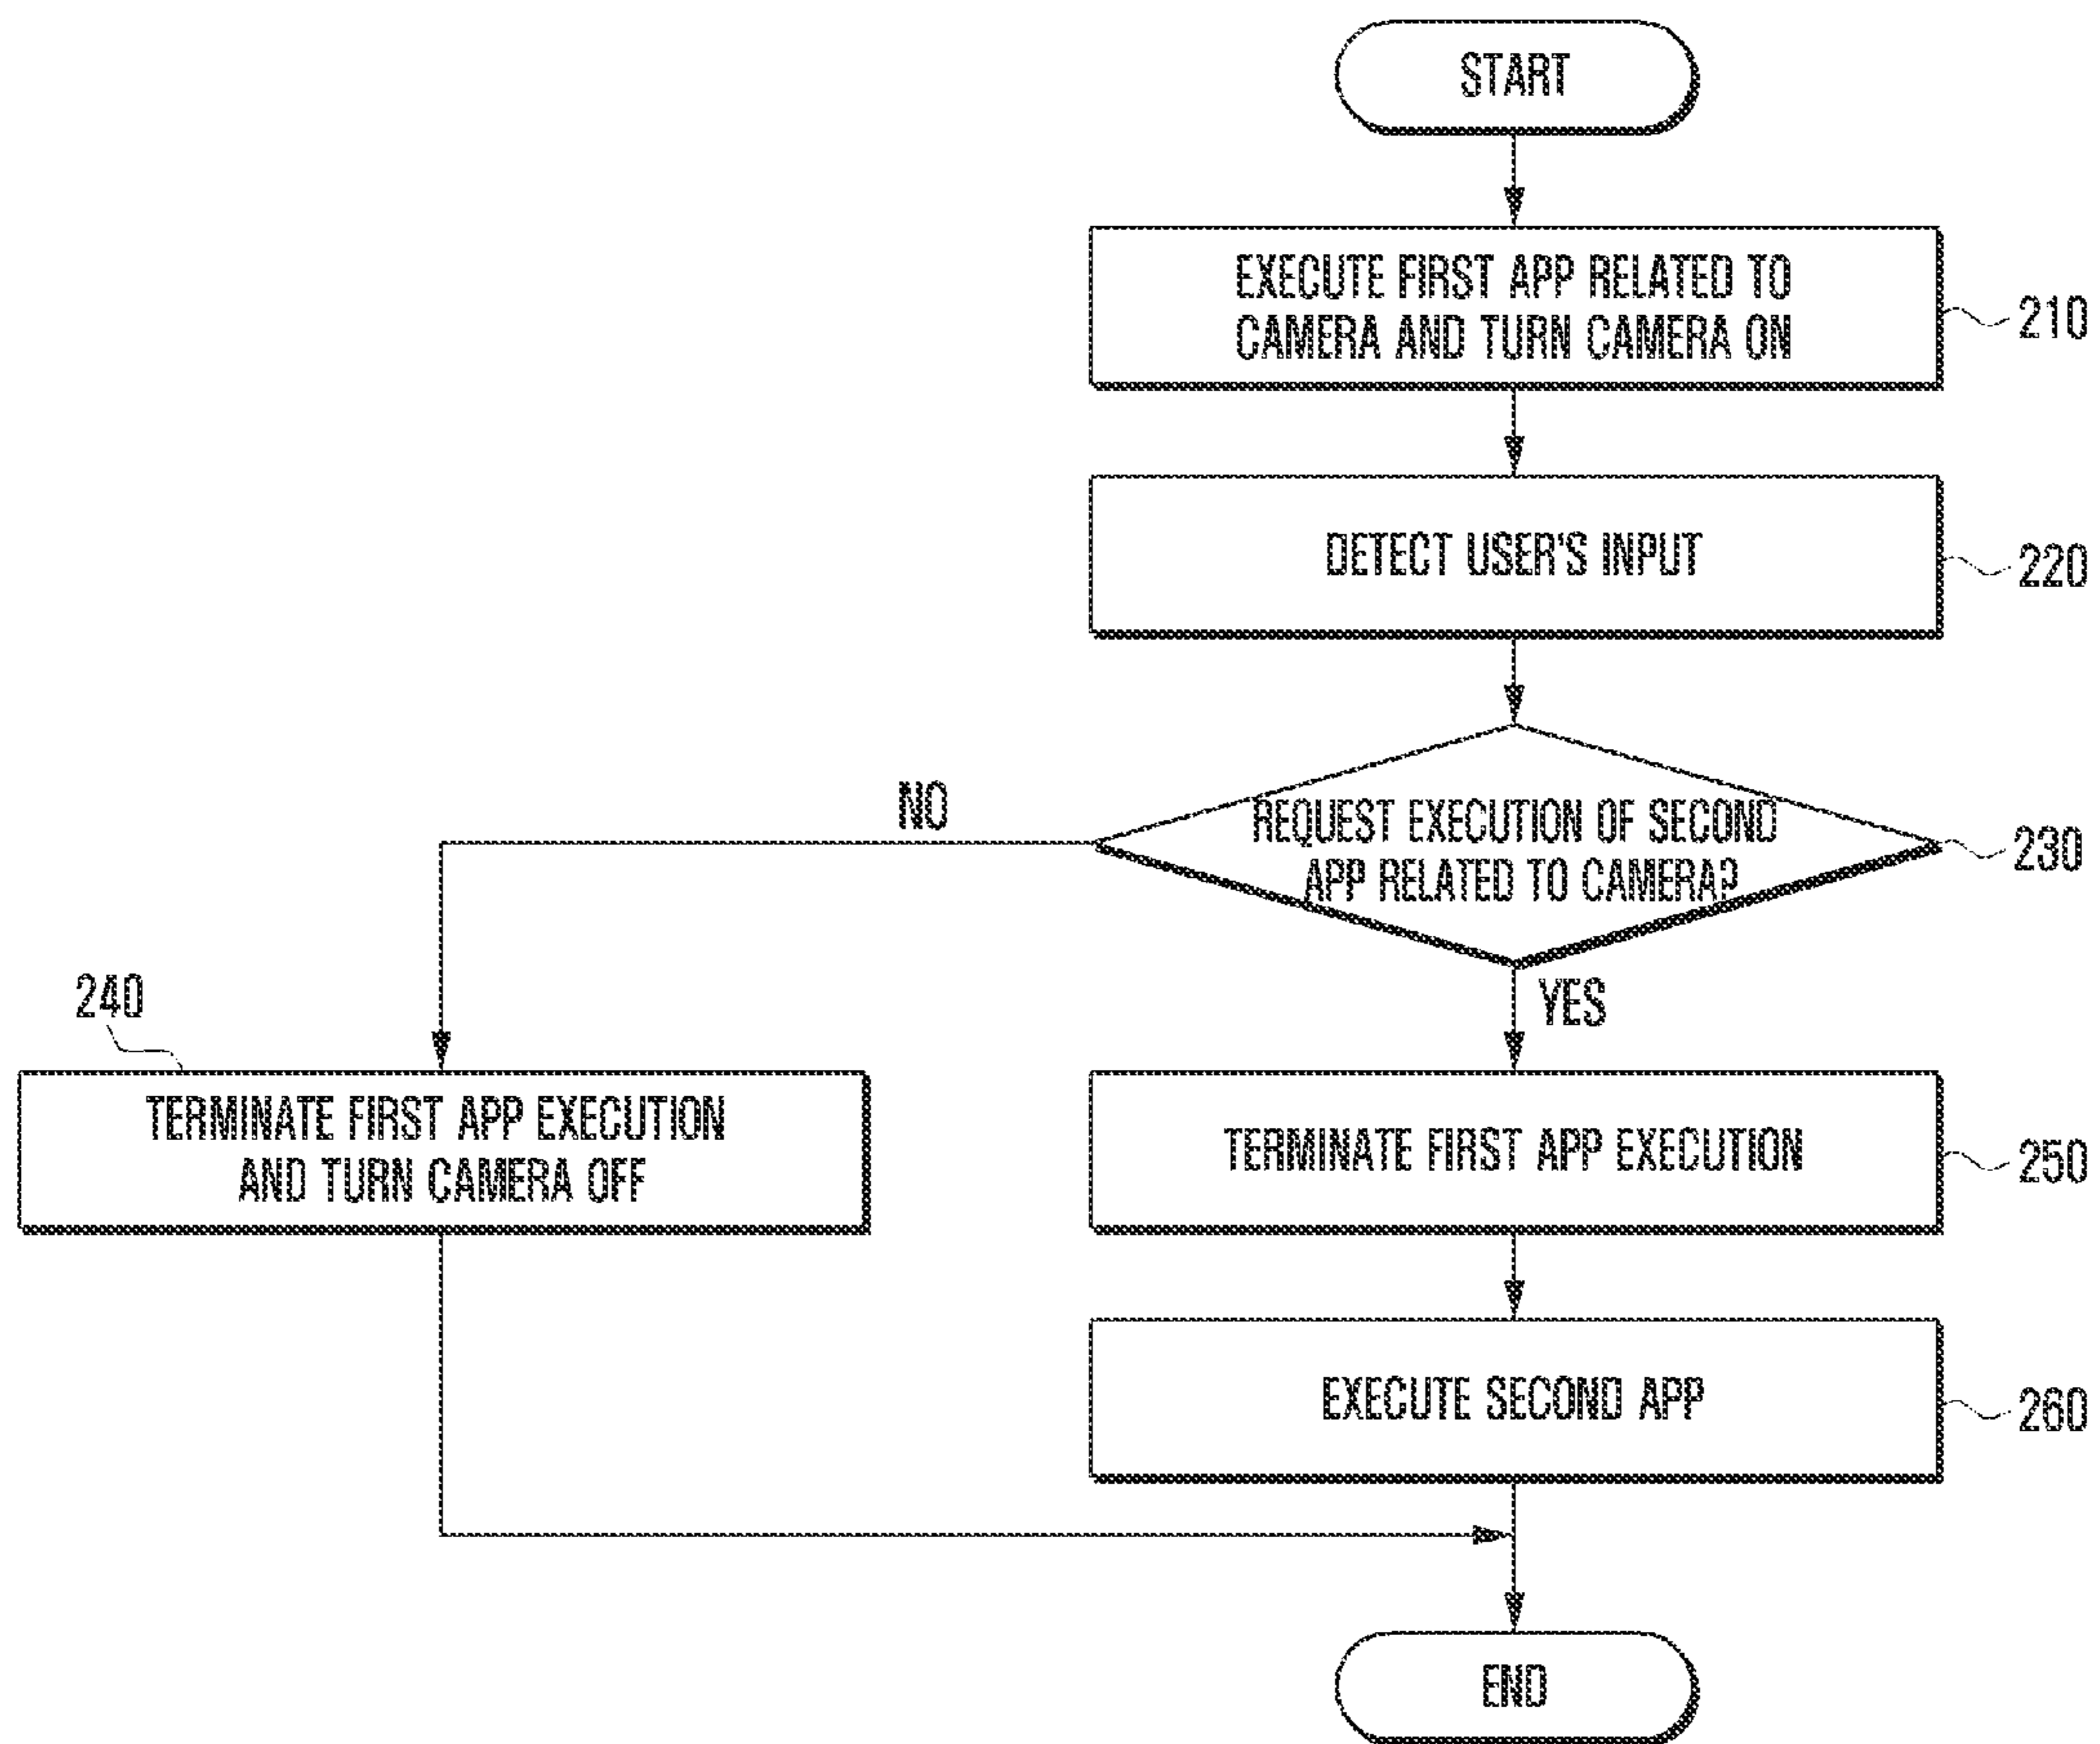 START
EXECUTE FIRST APP RELATED TO
CAMERA AND TURN CAMERA ON
210
DETECT USER'S INPUT
220
REQUEST EXECUTION OF SECOND
APP RELATED TO CAMERA?
230
NO
YES
240
TERMINATE FIRST APP EXECUTION
AND TURN CAMERA OFF
TERMINATE FIRST APP EXECUTION
250
EXECUTE SECOND APP
260
END